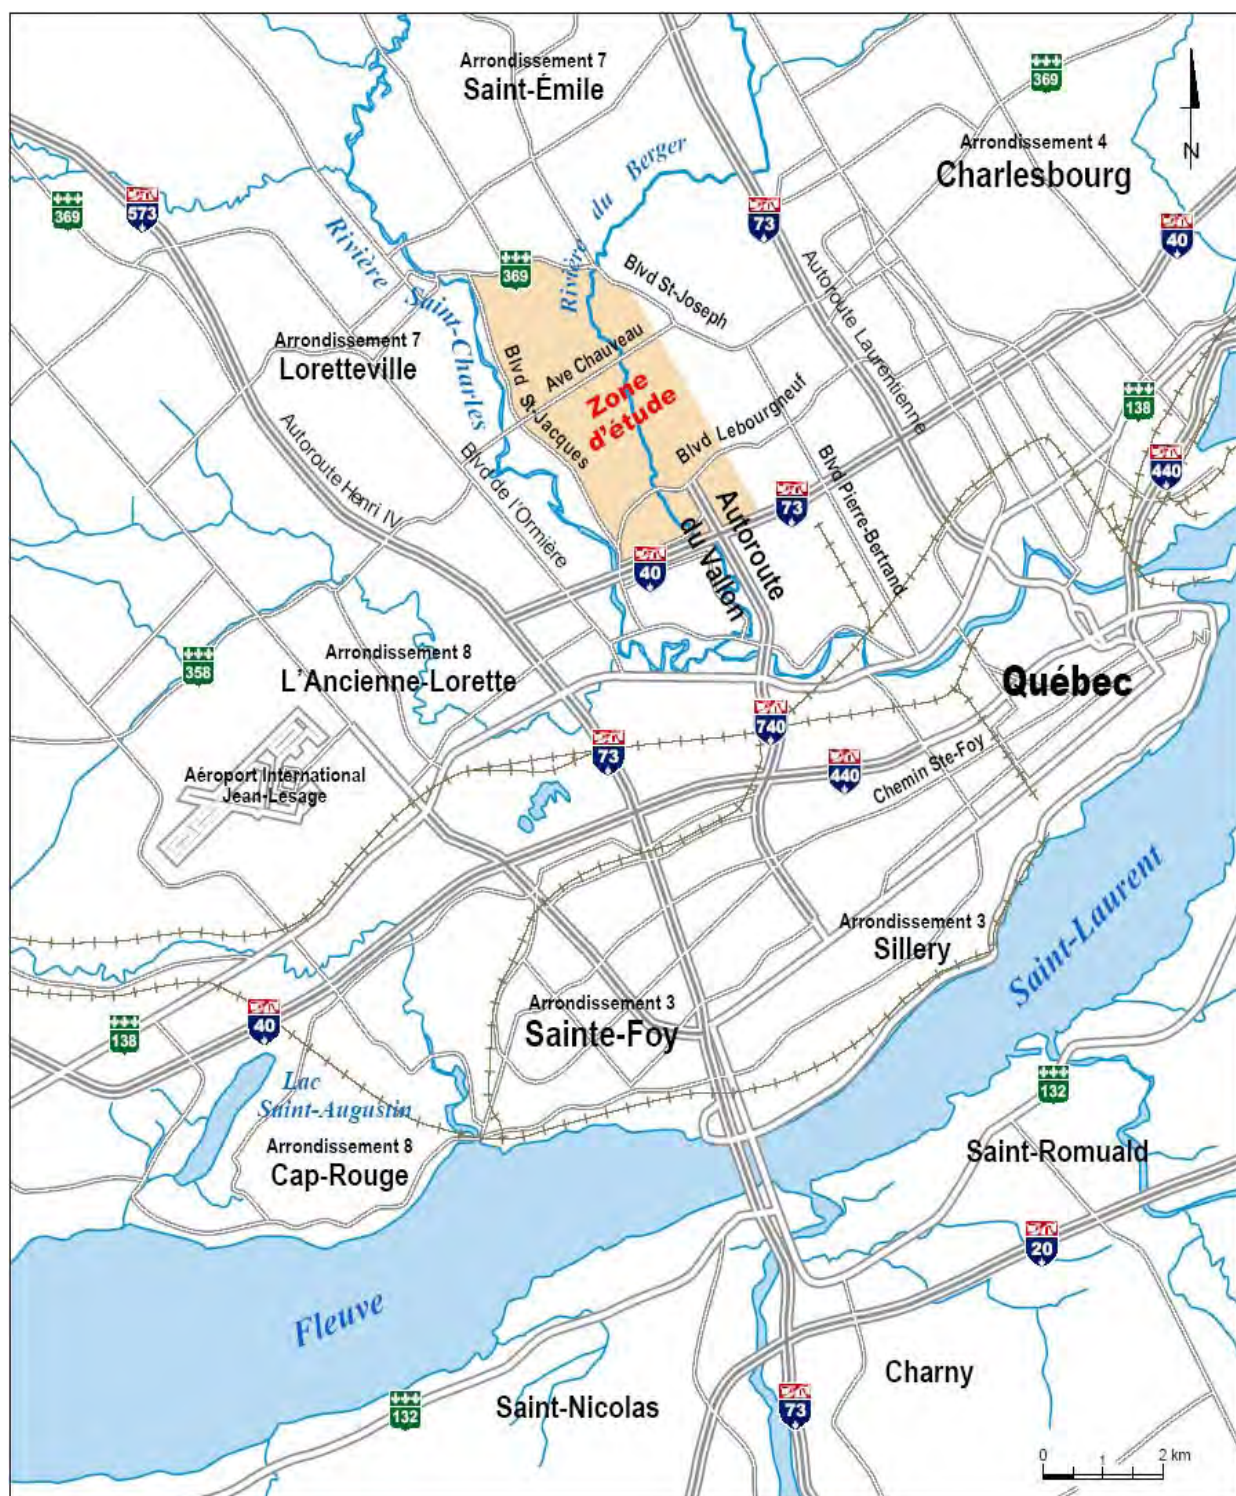 Arrondissement 7
Saint-Émile
369
Arrondissement 4
Charlesbourg
N
369
573
Rivière Saint-Charles
Rivière du Berger
73
40
369
Blvd St-Joseph
Autoroute Laurentienne
Arrondissement 7
Loretteville
Ave Chauveau
Blvd St-Jacques
Zone
d'étude
Blvd Lebourgneuf
138
Autoroute Henri IV
Blvd de l'Ormière
Blvd Pierre-Bertrand
440
73
Autoroute
du Vallon
40
358
Arrondissement 8
L'Ancienne-Lorette
Québec
740
73
440
Chemin Ste-Foy
Aéroport International
Jean-Lesage
Arrondissement 3
Sillery
Saint-Laurent
Arrondissement 3
Sainte-Foy
40
138
Lac
Saint-Augustin
132
Arrondissement 8
Cap-Rouge
Saint-Romuald
20
Fleuve
Charny
Saint-Nicolas
132
73
0 1 2 km